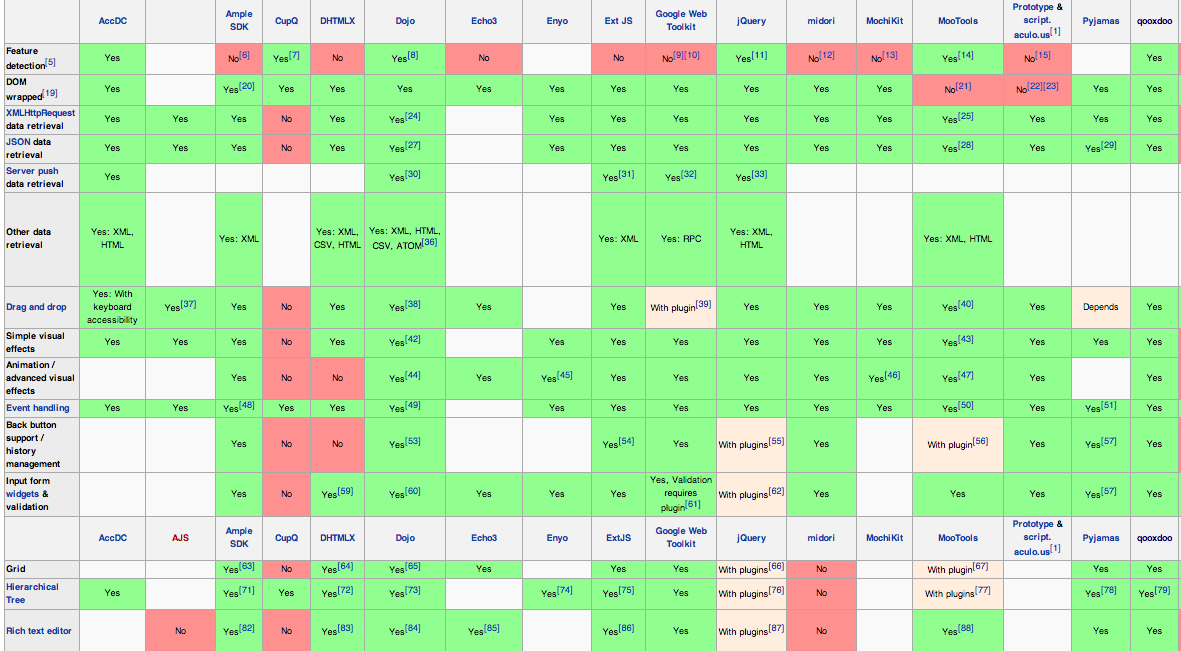 AccDC Ample SDK CupQ DHTMLX Dojo Echo3 Enyo Ext JS Google Web Toolkit jQuery midori MochiKit MooTools Prototype & script. aculo.us[1] Pyjamas qooxdoo
Feature detection[5] Yes No[6] Yes[7] No Yes[8] No No No[9][10] Yes[11] No[12] No[13] Yes[14] No[15] Yes
DOM wrapped[19] Yes Yes[20] Yes Yes Yes Yes Yes Yes Yes Yes Yes Yes No[21] No[22][23] Yes Yes
XMLHttpRequest data retrieval Yes Yes Yes No Yes Yes[24] Yes Yes Yes Yes Yes Yes Yes[25] Yes Yes Yes
JSON data retrieval Yes Yes Yes No Yes Yes[27] Yes Yes Yes Yes Yes Yes Yes[28] Yes Yes[29] Yes
Server push data retrieval Yes Yes[30] Yes[31] Yes[32] Yes[33]
Other data retrieval Yes: XML, HTML Yes: XML Yes: XML, CSV, HTML Yes: XML, HTML, CSV, ATOM[36] Yes: XML Yes: RPC Yes: XML, HTML Yes: XML, HTML
Drag and drop Yes: With keyboard accessibility Yes[37] Yes No Yes Yes[38] Yes Yes With plugin[39] Yes Yes Yes Yes[40] Yes Depends Yes
Simple visual effects Yes Yes Yes No Yes Yes[42] Yes Yes Yes Yes Yes Yes Yes[43] Yes Yes Yes
Animation / advanced visual effects Yes No No Yes[44] Yes Yes[45] Yes Yes Yes Yes Yes[46] Yes[47] Yes Yes
Event handling Yes Yes Yes[48] Yes Yes Yes[49] Yes Yes Yes Yes Yes Yes Yes[50] Yes Yes[51] Yes
Back button support / history management Yes No No Yes[53] Yes[54] Yes With plugins[55] Yes With plugin[56] Yes Yes[57] Yes
Input form widgets & validation Yes No Yes[59] Yes[60] Yes Yes Yes Yes, Validation requires plugin[61] With plugins[62] Yes Yes Yes Yes[57] Yes
AccDC AJS Ample SDK CupQ DHTMLX Dojo Echo3 Enyo ExtJS Google Web Toolkit jQuery midori MochiKit MooTools Prototype & script. aculo.us[1] Pyjamas qooxdoo
Grid Yes[63] No Yes[64] Yes[65] Yes Yes Yes With plugins[66] No With plugin[67] Yes Yes
Hierarchical Tree Yes Yes[71] Yes Yes[72] Yes[73] Yes[74] Yes[75] Yes With plugins[76] No With plugins[77] Yes[78] Yes[79]
Rich text editor No Yes[82] No Yes[83] Yes[84] Yes[85] Yes[86] Yes With plugins[87] No Yes[88] Yes Yes